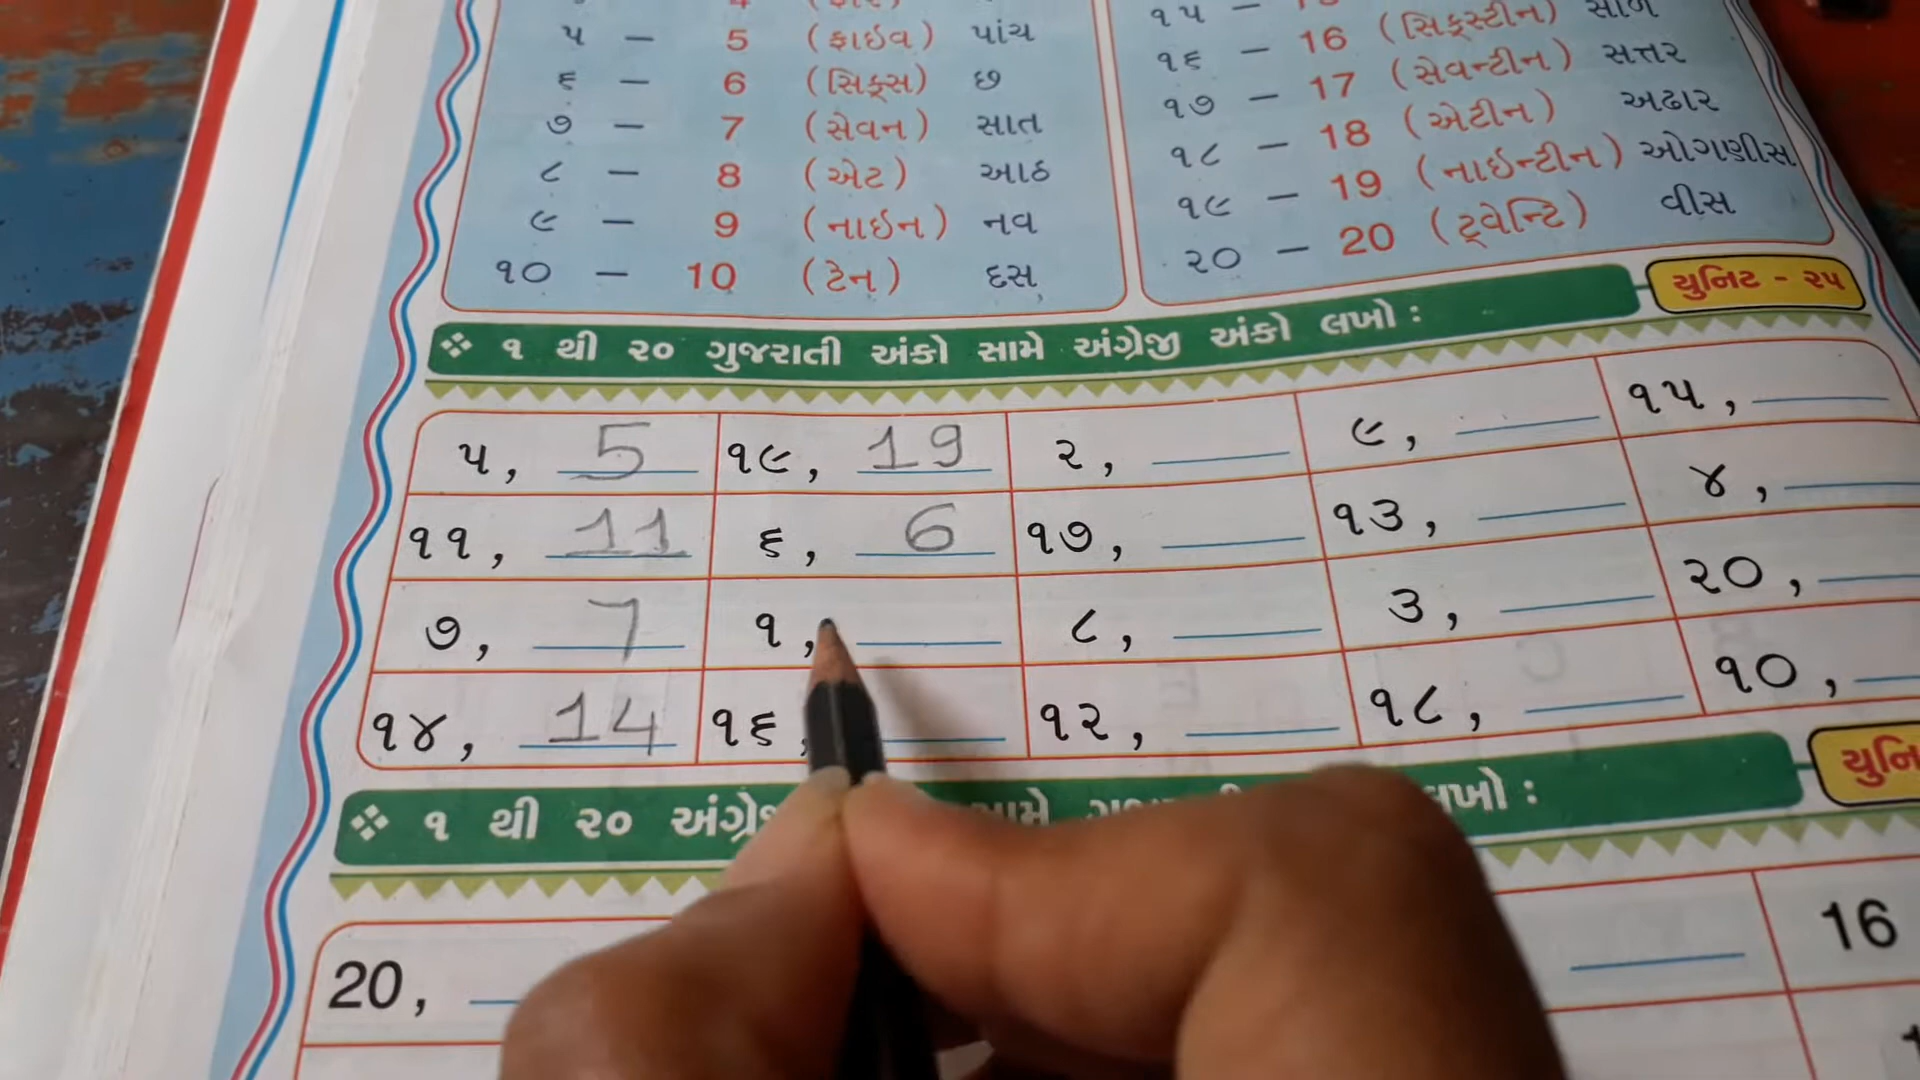 ૫ – 5 (ફાઇવ) પાંચ
૬ – 6 (સિક્સ) છ
૭ – 7 (સેવન) સાત
૮ – 8 (એટ) આઠ
૯ – 9 (નાઇન) નવ
૧૦ – 10 (ટેન) દસ
૧૫ –
૧૬ – 16 (સિક્સ્ટીન) સોળ
૧૭ – 17 (સેવન્ટીન) સત્તર
૧૮ – 18 (એટીન) અઢાર
૧૯ – 19 (નાઇન્ટીન) ઓગણીસ
૨૦ – 20 (ટ્વેન્ટિ) વીસ
યુનિટ - ૨૫
❖ ૧ થી ૨૦ ગુજરાતી અંકો સામે અંગ્રેજી અંકો લખો :
૫, 5 ૧૯, 19 ૨, ૯, ૧૫,
૧૧, 11 ૬, 6 ૧૭, ૧૩, ૪,
૭, 7 ૧, ૮, ૩, ૨૦,
૧૪, 14 ૧૬, ૧૨, ૧૮, ૧૦,
❖ ૧ થી ૨૦ સામે લખો :
20, 16